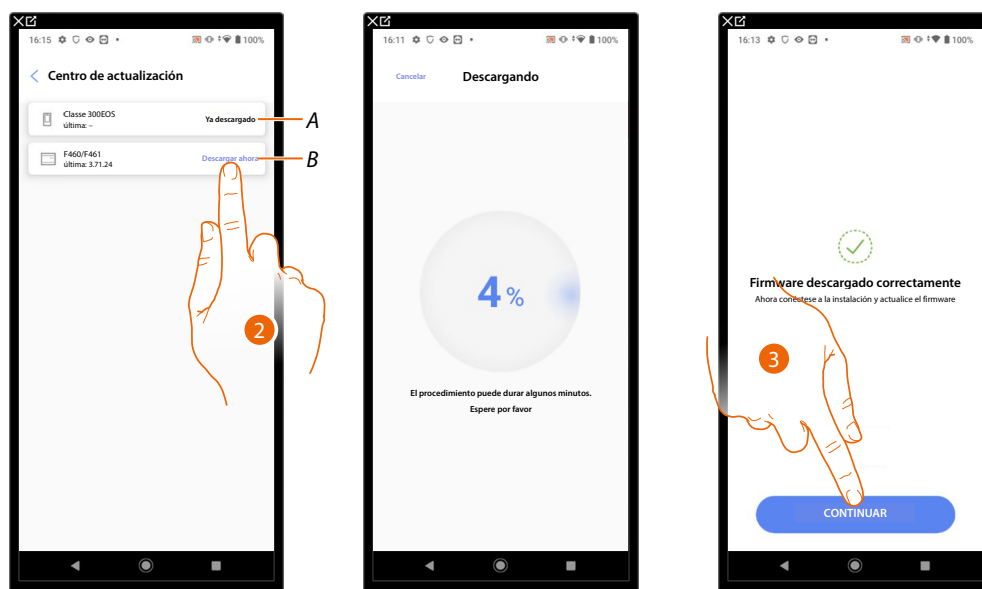 16:15
100%
Centro de actualización
Classe 300EOS
última: –
Ya descargado
A
F460/F461
última: 3.71.24
Descargar ahora
B
2
16:11
100%
Cancelar
Descargando
4 %
El procedimiento puede durar algunos minutos.
Espere por favor
16:13
100%
Firmware descargado correctamente
Ahora conéctese a la instalación y actualice el firmware
3
CONTINUAR